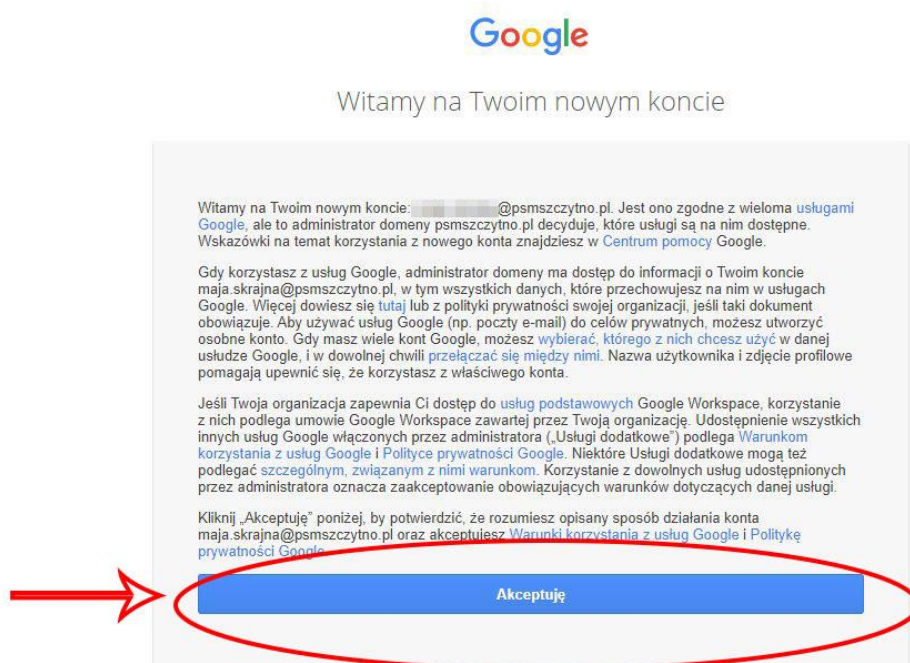 Google
Witamy na Twoim nowym koncie
Witamy na Twoim nowym koncie: @psmszczytno.pl. Jest ono zgodne z wieloma usługami
Google, ale to administrator domeny psmszczytno.pl decyduje, które usługi są na nim dostępne.
Wskazówki na temat korzystania z nowego konta znajdziesz w Centrum pomocy Google.
Gdy korzystasz z usług Google, administrator domeny ma dostęp do informacji o Twoim koncie
maja.skrajna@psmszczytno.pl, w tym wszystkich danych, które przechowujesz na nim w usługach
Google. Więcej dowiesz się tutaj lub z polityki prywatności swojej organizacji, jeśli taki dokument
obowiązuje. Aby używać usług Google (np. poczty e-mail) do celów prywatnych, możesz utworzyć
osobne konto. Gdy masz wiele kont Google, możesz wybierać, którego z nich chcesz użyć w danej
usłudze Google, i w dowolnej chwili przełączać się między nimi. Nazwa użytkownika i zdjęcie profilowe
pomagają upewnić się, że korzystasz z właściwego konta.
Jeśli Twoja organizacja zapewnia Ci dostęp do usług podstawowych Google Workspace, korzystanie
z nich podlega umowie Google Workspace zawartej przez Twoją organizację. Udostępnienie wszystkich
innych usług Google włączonych przez administratora („Usługi dodatkowe”) podlega Warunkom
korzystania z usług Google i Polityce prywatności Google. Niektóre Usługi dodatkowe mogą też
podlegać szczególnym, związanym z nimi warunkom. Korzystanie z dowolnych usług udostępnionych
przez administratora oznacza zaakceptowanie obowiązujących warunków dotyczących danej usługi.
Kliknij „Akceptuję” poniżej, by potwierdzić, że rozumiesz opisany sposób działania konta
maja.skrajna@psmszczytno.pl oraz akceptujesz Warunki korzystania z usług Google i Politykę
prywatności Google.
Akceptuję